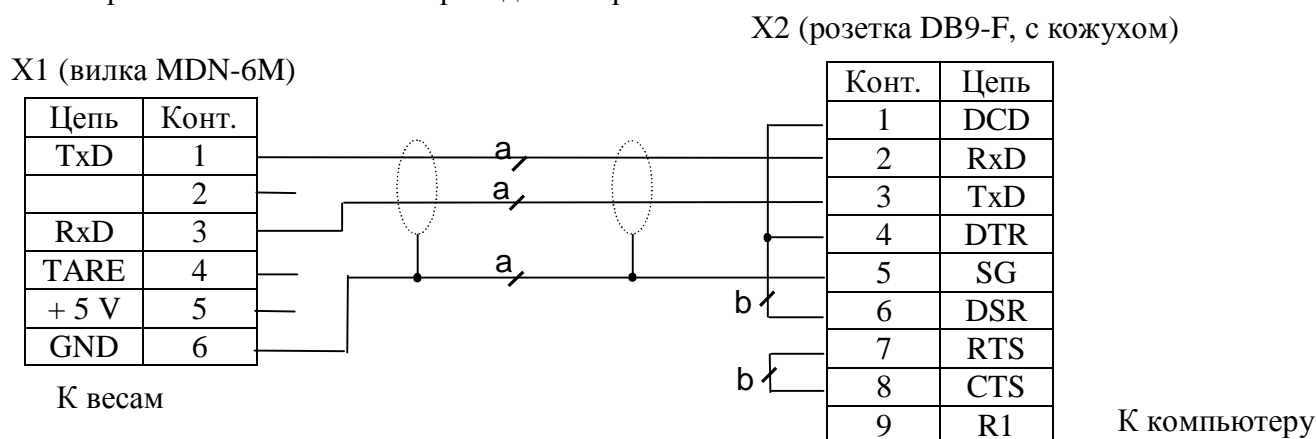 X2 (розетка DB9-F, с кожухом)
X1 (вилка MDN-6M)
Цепь Конт.
TxD 1
2
RxD 3
TARE 4
+ 5 V 5
GND 6
К весам
a
a
a
b
b
Конт. Цепь
1 DCD
2 RxD
3 TxD
4 DTR
5 SG
6 DSR
7 RTS
8 CTS
9 R1
К компьютеру